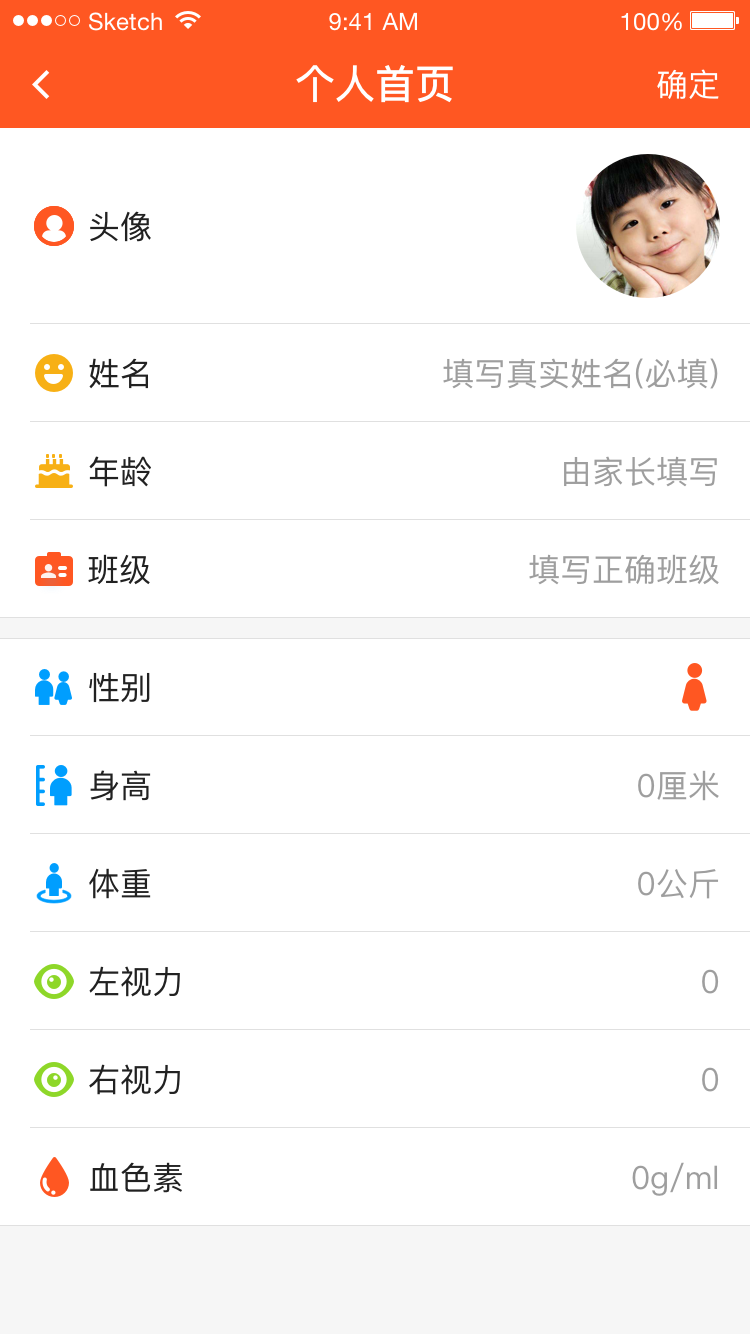 Sketch 9:41 AM 100%
个人首页 确定
头像
姓名 填写真实姓名(必填)
年龄 由家长填写
班级 填写正确班级
性别
身高 0厘米
体重 0公斤
左视力 0
右视力 0
血色素 0g/ml